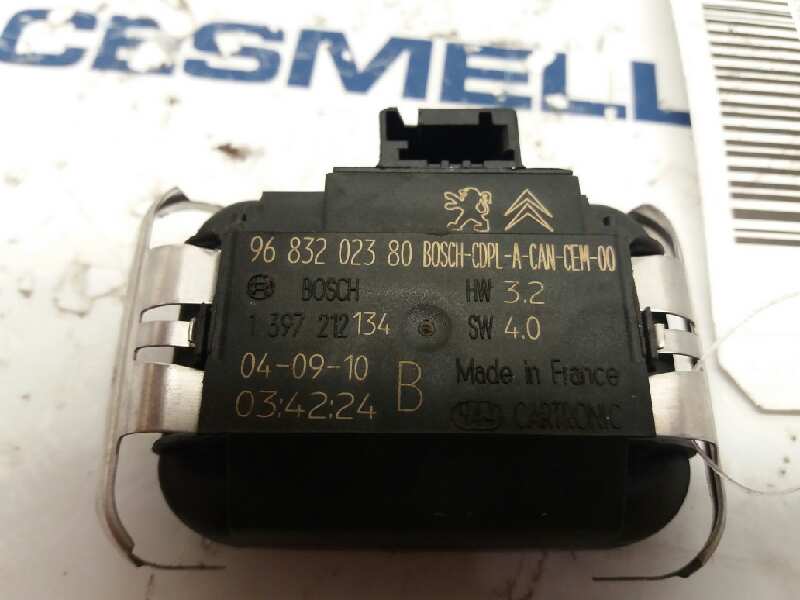 CESMELL
96 832 023 80 BOSCH-CDPL-A-CAN-CEM-00
BOSCH HW 3.2
1 397 212 134 SW 4.0
04-09-10 B Made in France
03:42:24 CARTRONIC